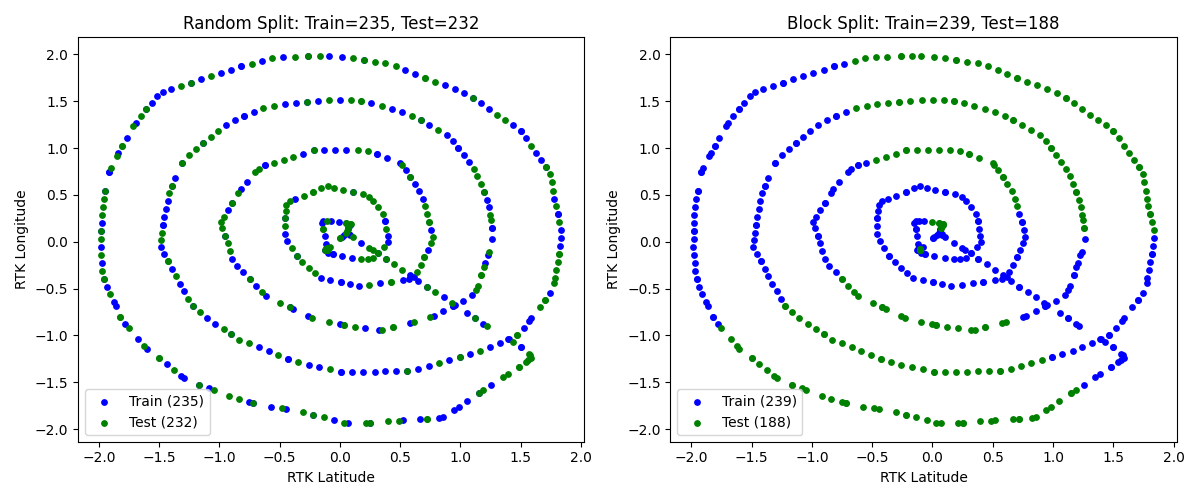 Random Split: Train=235, Test=232
RTK Longitude
2.0
1.5
1.0
0.5
0.0
−0.5
−1.0
−1.5
−2.0
Train (235)
Test (232)
−2.0 −1.5 −1.0 −0.5 0.0 0.5 1.0 1.5 2.0
RTK Latitude
Block Split: Train=239, Test=188
RTK Longitude
2.0
1.5
1.0
0.5
0.0
−0.5
−1.0
−1.5
−2.0
Train (239)
Test (188)
−2.0 −1.5 −1.0 −0.5 0.0 0.5 1.0 1.5 2.0
RTK Latitude